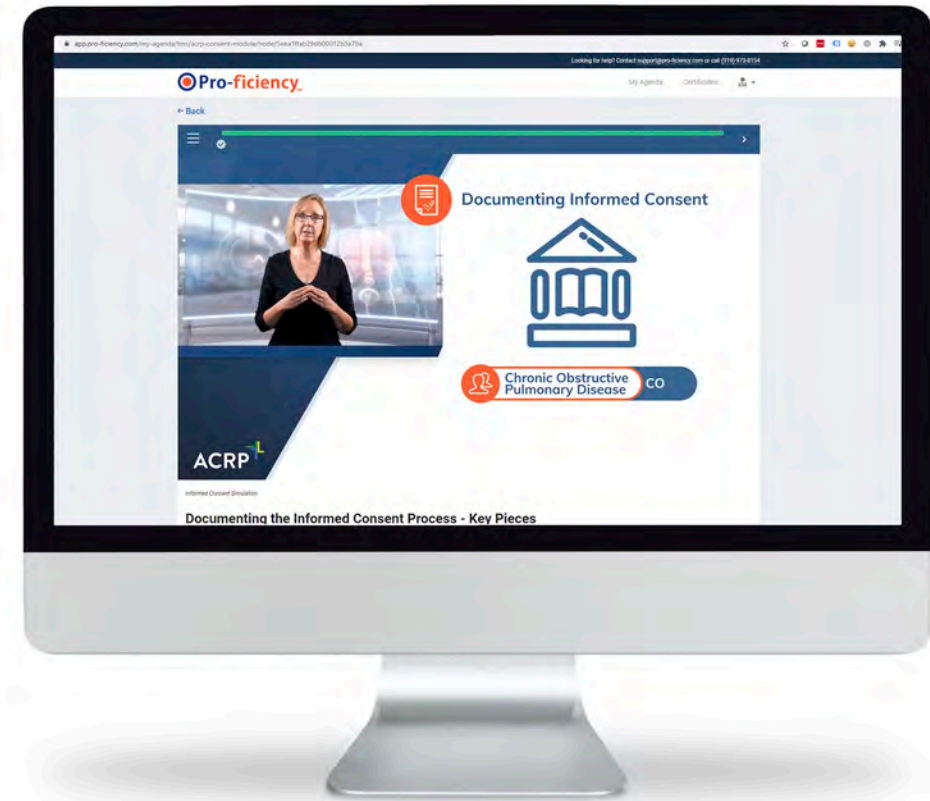 Looking for help? Contact support@pro-ficiency.com or call (919) 973-8154
Pro-ficiency
My Agenda Certificates
← Back
Documenting Informed Consent
Chronic Obstructive
Pulmonary Disease
CO
ACRP
Informed Consent Simulation
Documenting the Informed Consent Process - Key Pieces